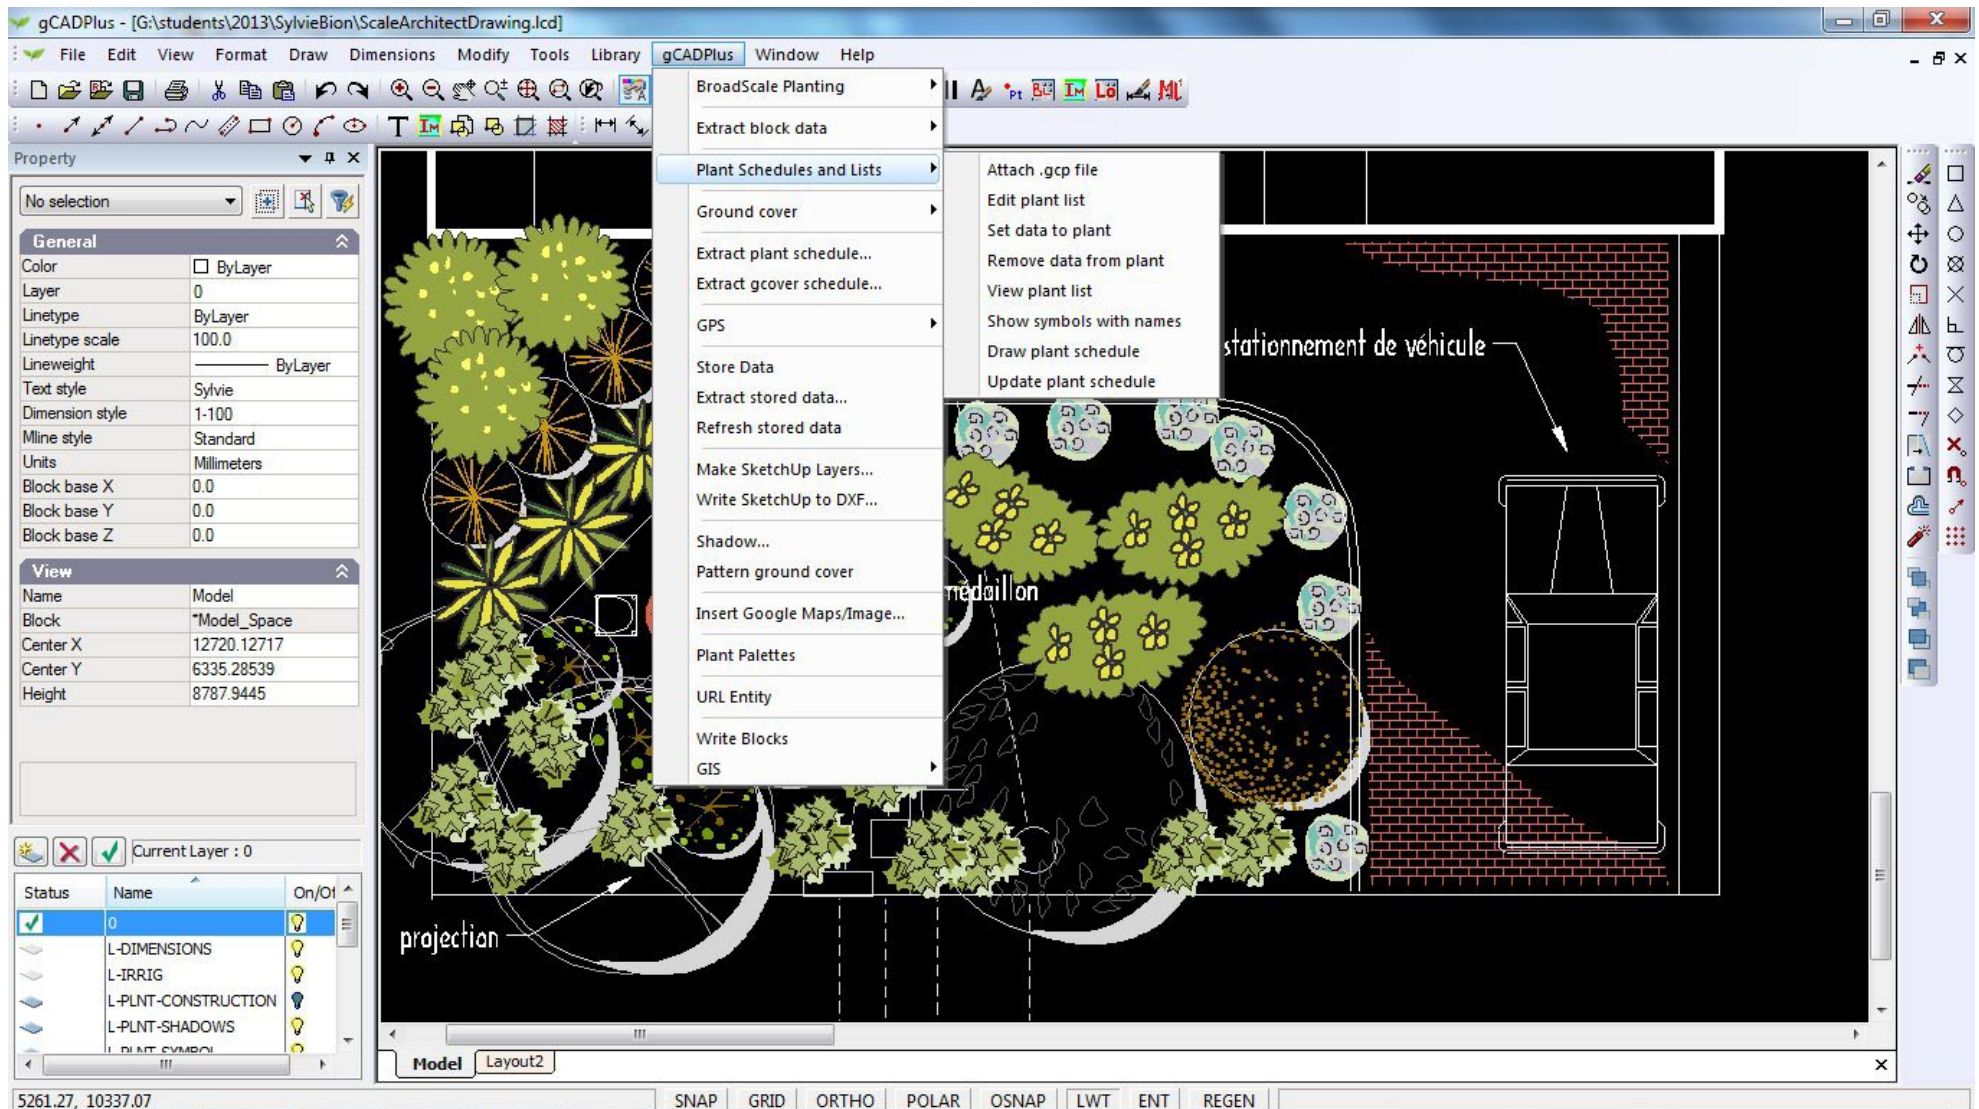 gCADPlus - [G:\students\2013\SylvieBion\ScaleArchitectDrawing.lcd]
File Edit View Format Draw Dimensions Modify Tools Library gCADPlus Window Help
Property
No selection
General
Color ByLayer
Layer 0
Linetype ByLayer
Linetype scale 100.0
Lineweight ByLayer
Text style Sylvie
Dimension style 1-100
Mline style Standard
Units Millimeters
Block base X 0.0
Block base Y 0.0
Block base Z 0.0
View
Name Model
Block *Model_Space
Center X 12720.12717
Center Y 6335.28539
Height 8787.9445
Current Layer : 0
Status Name On/Of
0
L-DIMENSIONS
L-IRRIG
L-PLNT-CONSTRUCTION
L-PLNT-SHADOWS
L-PLNT-SYMBOL
BroadScale Planting
Extract block data
Plant Schedules and Lists
Ground cover
Extract plant schedule...
Extract gcover schedule...
GPS
Store Data
Extract stored data...
Refresh stored data
Make SketchUp Layers...
Write SketchUp to DXF...
Shadow...
Pattern ground cover
Insert Google Maps/Image...
Plant Palettes
URL Entity
Write Blocks
GIS
Attach .gcp file
Edit plant list
Set data to plant
Remove data from plant
View plant list
Show symbols with names
Draw plant schedule
Update plant schedule
stationnement de véhicule
médaillon
projection
Model Layout2
5261.27, 10337.07
SNAP GRID ORTHO POLAR OSNAP LWT ENT REGEN